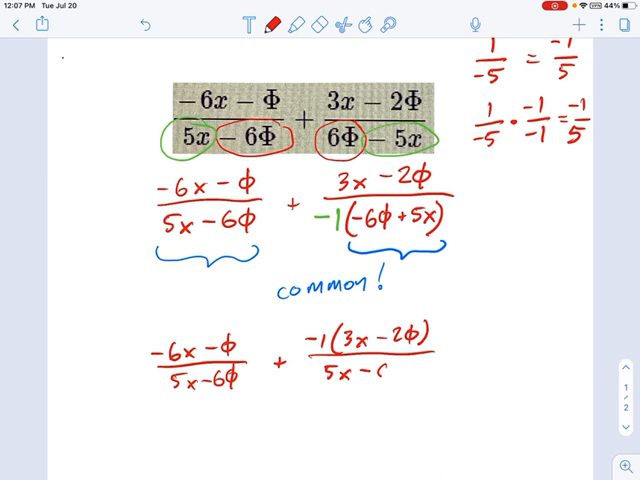 12:07 PM Tue Jul 20
44%
T
1/-5 = -1/5
(-6x - Φ)/(5x - 6Φ) + (3x - 2Φ)/(6Φ - 5x)
1/-5 · -1/-1 = -1/5
(-6x - ϕ)/(5x - 6ϕ) + (3x - 2ϕ)/(-1(-6ϕ + 5x))
common!
(-6x - ϕ)/(5x - 6ϕ) + (-1(3x - 2ϕ))/(5x -
1/2